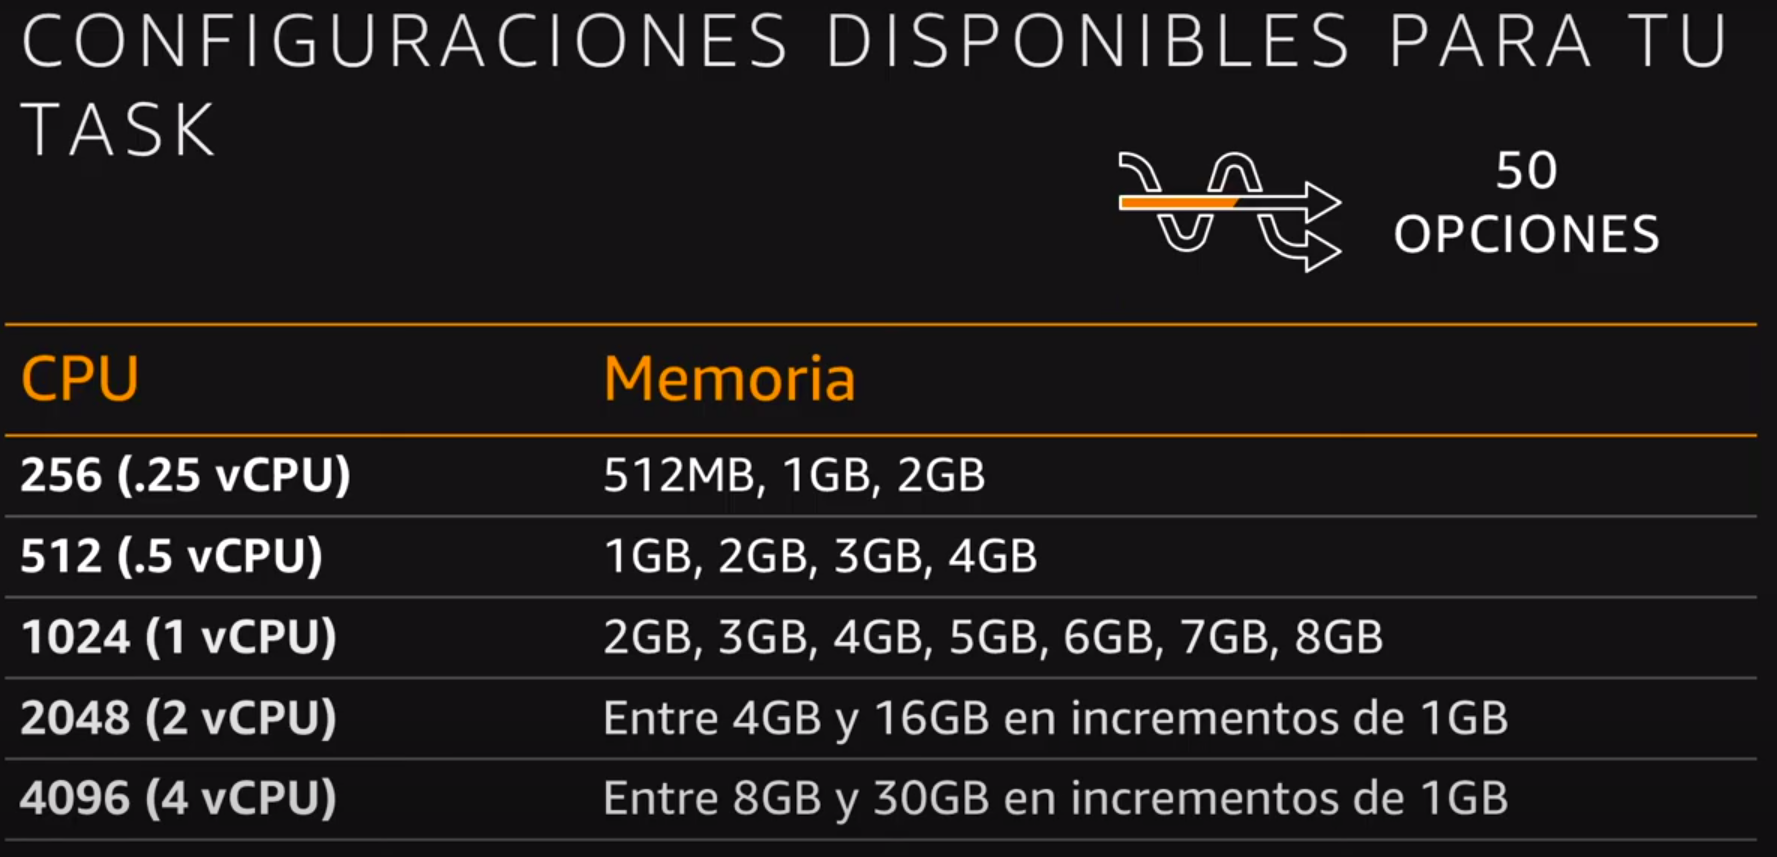 CONFIGURACIONES DISPONIBLES PARA TU
TASK
50
OPCIONES
CPU Memoria
256 (.25 vCPU) 512MB, 1GB, 2GB
512 (.5 vCPU) 1GB, 2GB, 3GB, 4GB
1024 (1 vCPU) 2GB, 3GB, 4GB, 5GB, 6GB, 7GB, 8GB
2048 (2 vCPU) Entre 4GB y 16GB en incrementos de 1GB
4096 (4 vCPU) Entre 8GB y 30GB en incrementos de 1GB